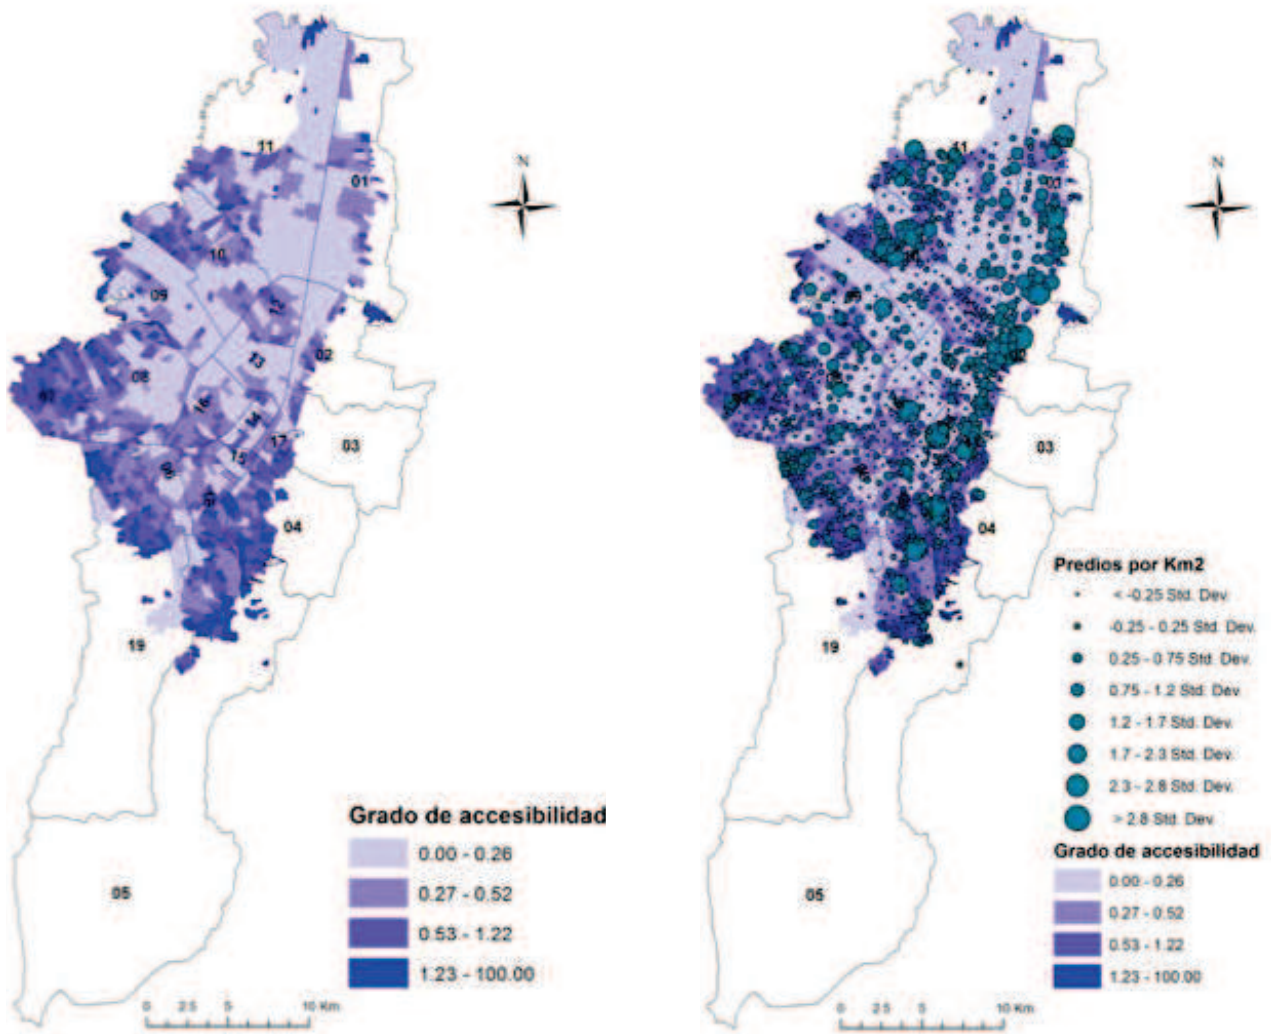 N
11
01
10
09
12
02
13
08
07
16
14
17
03
15
06
04
19
05
Grado de accesibilidad
0.00 - 0.26
0.27 - 0.52
0.53 - 1.22
1.23 - 100.00
0 2.5 5 10 Km
N
11
01
10
09
02
08
03
04
19
05
Predios por Km2
< -0.25 Std. Dev.
-0.25 - 0.25 Std. Dev.
0.25 - 0.75 Std. Dev.
0.75 - 1.2 Std. Dev.
1.2 - 1.7 Std. Dev.
1.7 - 2.3 Std. Dev.
2.3 - 2.8 Std. Dev.
> 2.8 Std. Dev.
Grado de accesibilidad
0.00 - 0.26
0.27 - 0.52
0.53 - 1.22
1.23 - 100.00
0 2.5 5 10 Km